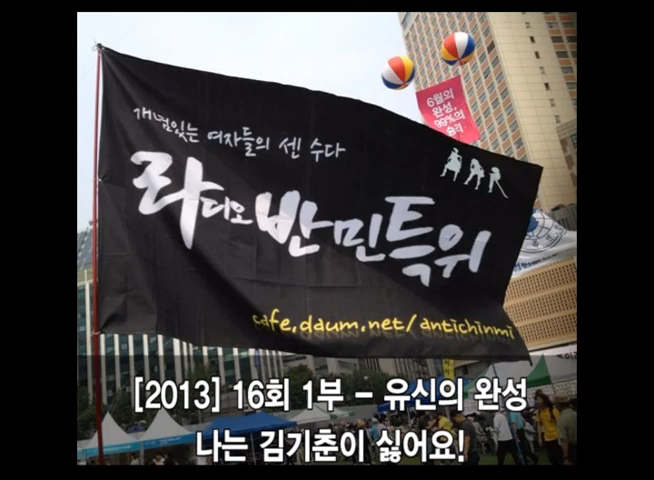 6월의
완성,
99%의
승리
개념있는 여자들의 센 수다
라디오 반민특위
cafe.daum.net/antichinmi
[2013] 16회 1부 - 유신의 완성
나는 김기춘이 싫어요!